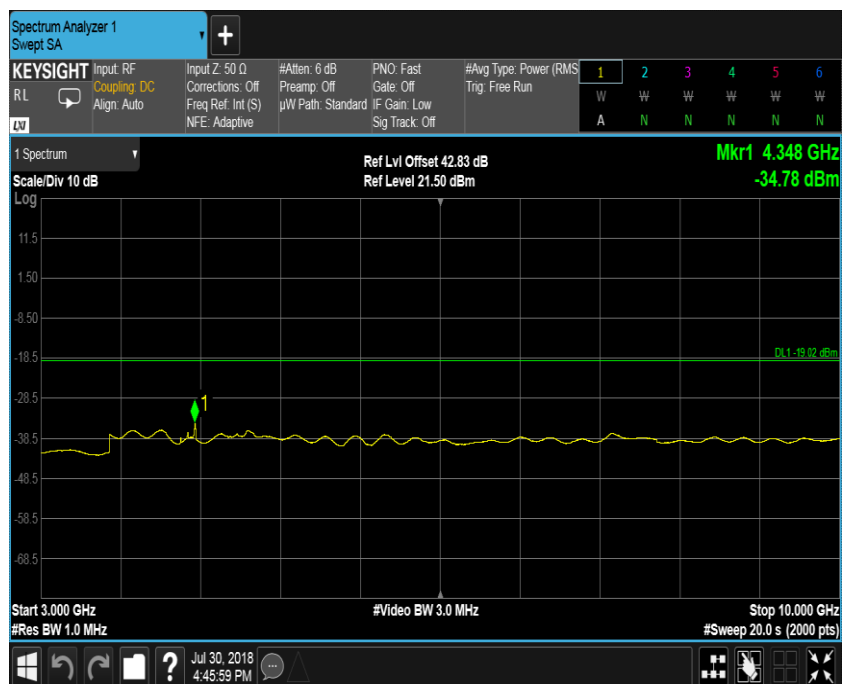 Spectrum Analyzer 1
Swept SA
+
KEYSIGHT
RL
LXI
Input: RF
Coupling: DC
Align: Auto
Input Z: 50 Ω
Corrections: Off
Freq Ref: Int (S)
NFE: Adaptive
#Atten: 6 dB
Preamp: Off
µW Path: Standard
PNO: Fast
Gate: Off
IF Gain: Low
Sig Track: Off
#Avg Type: Power (RMS
Trig: Free Run
1 2 3 4 5 6
W W W W W W
A N N N N N
1 Spectrum
Scale/Div 10 dB
Ref Lvl Offset 42.83 dB
Ref Level 21.50 dBm
Mkr1 4.348 GHz
-34.78 dBm
Log
11.5
1.50
-8.50
-18.5
DL1 -19.02 dBm
-28.5
1
-38.5
-48.5
-58.5
-68.5
Start 3.000 GHz
#Res BW 1.0 MHz
#Video BW 3.0 MHz
Stop 10.000 GHz
#Sweep 20.0 s (2000 pts)
?
Jul 30, 2018
4:45:59 PM